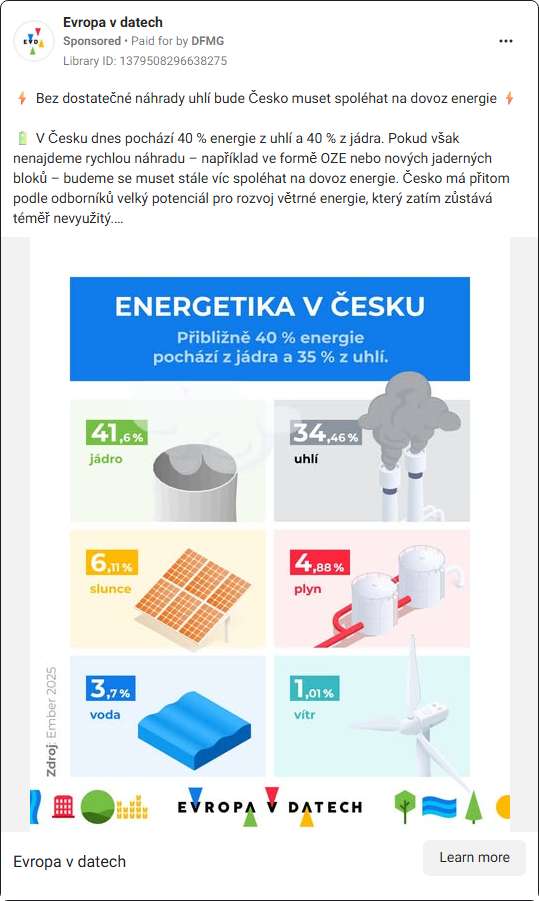 Evropa v datech
Sponsored • Paid for by DFMG
Library ID: 1379508296638275
⚡ Bez dostatečné náhrady uhlí bude Česko muset spoléhat na dovoz energie ⚡
🔋 V Česku dnes pochází 40 % energie z uhlí a 40 % z jádra. Pokud však
nenajdeme rychlou náhradu – například ve formě OZE nebo nových jaderných
bloků – budeme se muset stále víc spoléhat na dovoz energie. Česko má přitom
podle odborníků velký potenciál pro rozvoj větrné energie, který zatím zůstává
téměř nevyužitý....
ENERGETIKA V ČESKU
Přibližně 40 % energie
pochází z jádra a 35 % z uhlí.
41,6 %
jádro
34,46 %
uhlí
6,11 %
slunce
4,88 %
plyn
3,7 %
voda
1,01 %
vítr
Zdroj: Ember 2025
EVROPA V DATECH
Evropa v datech
Learn more